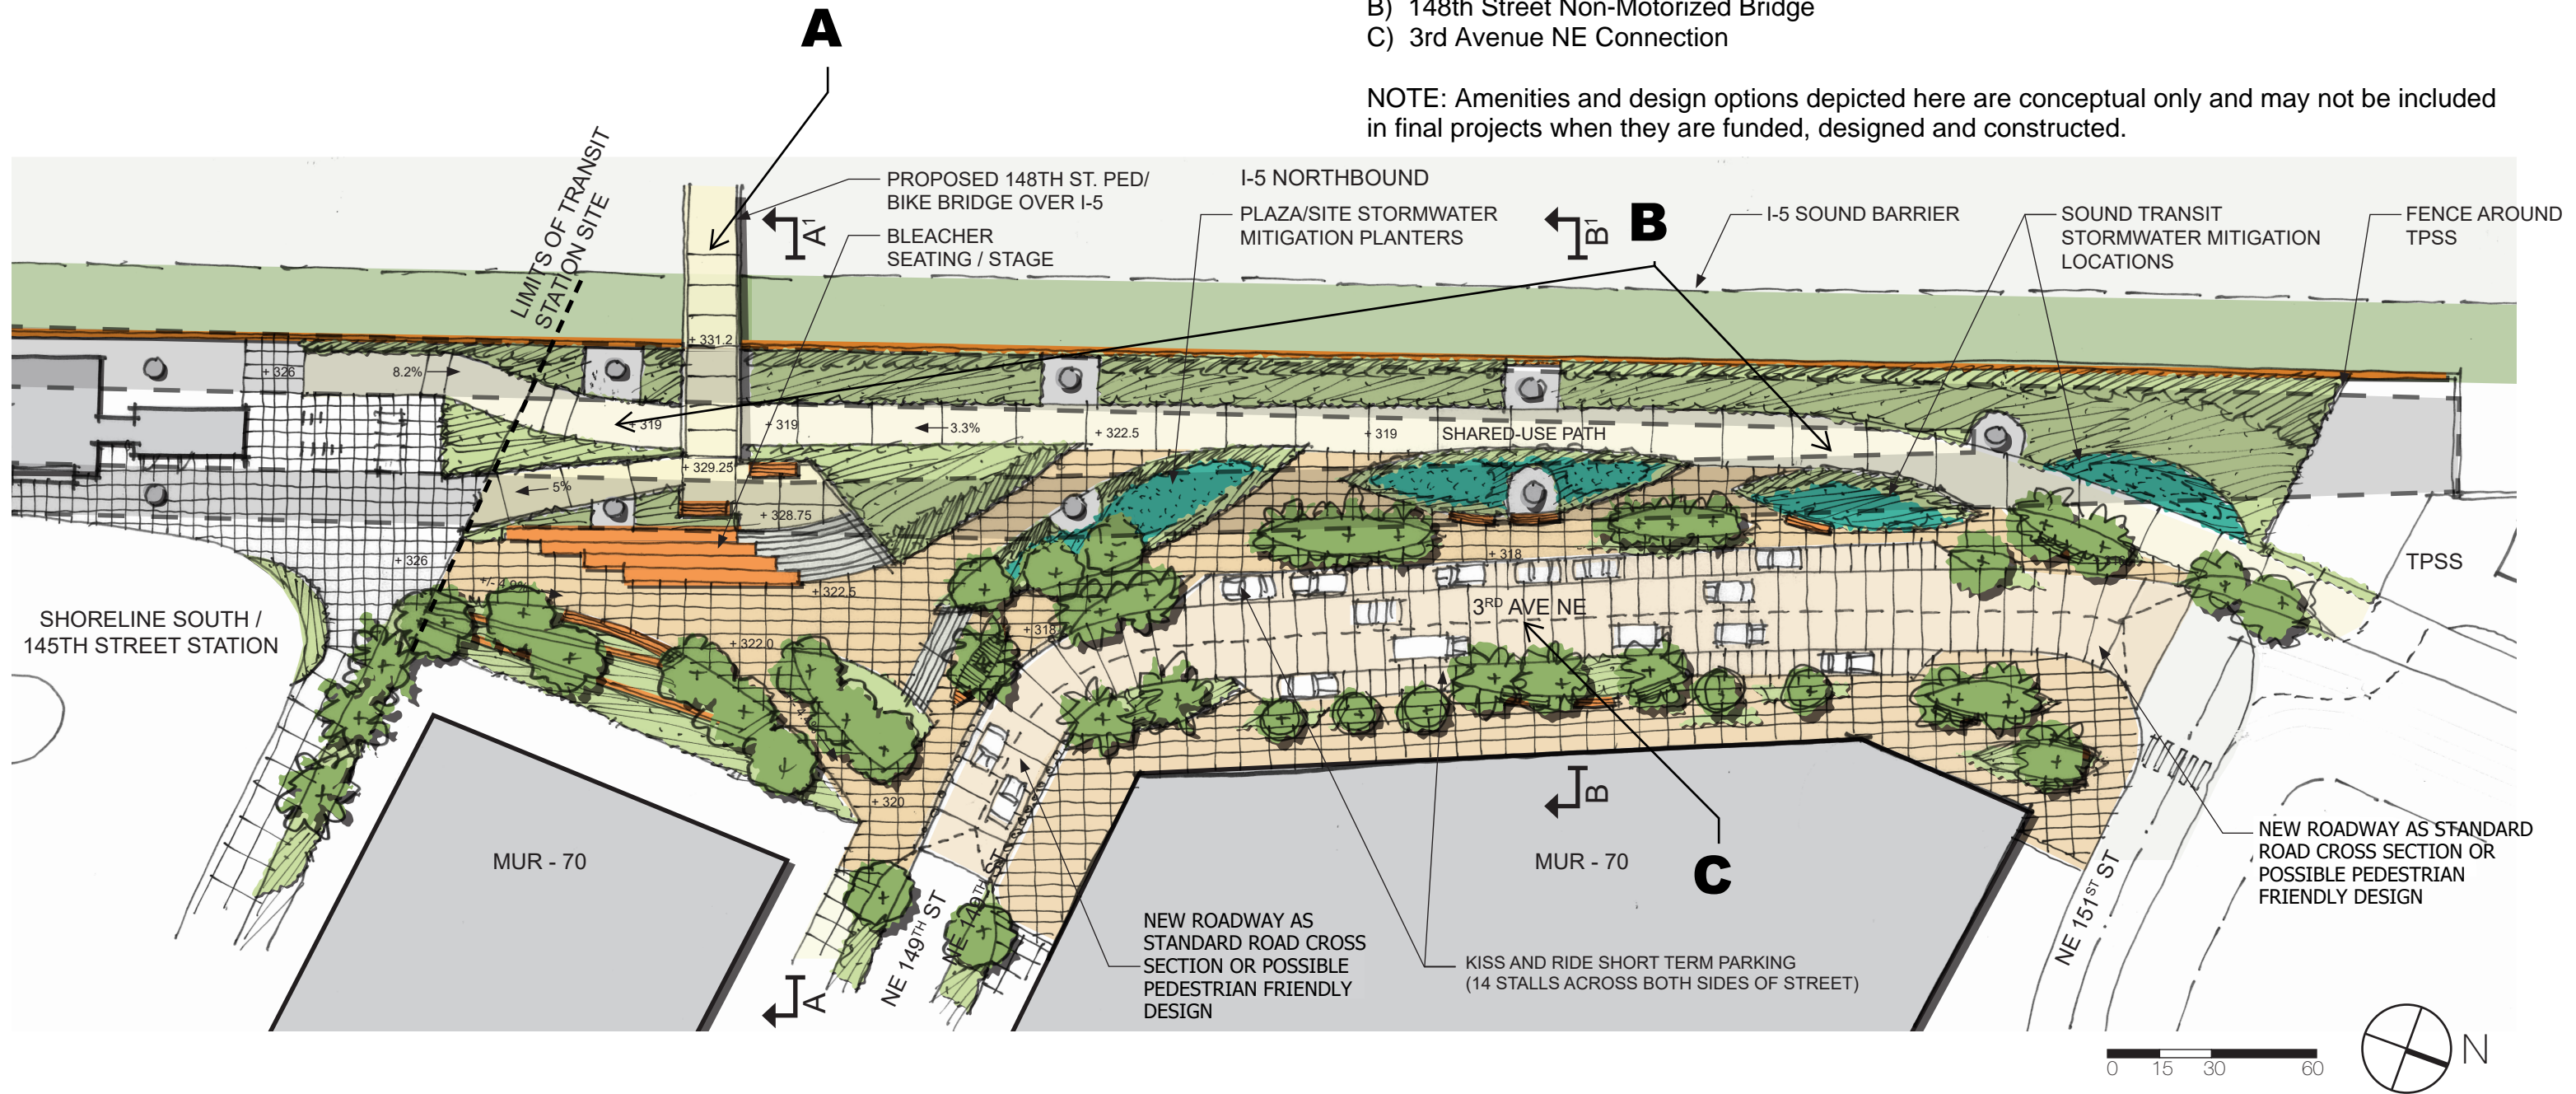 B) 148th Street Non-Motorized Bridge
C) 3rd Avenue NE Connection
NOTE: Amenities and design options depicted here are conceptual only and may not be included
in final projects when they are funded, designed and constructed.
A
LIMITS OF TRANSIT
STATION SITE
PROPOSED 148TH ST. PED/
BIKE BRIDGE OVER I-5
BLEACHER
SEATING / STAGE
A1
I-5 NORTHBOUND
PLAZA/SITE STORMWATER
MITIGATION PLANTERS
B1
B
I-5 SOUND BARRIER
SOUND TRANSIT
STORMWATER MITIGATION
LOCATIONS
FENCE AROUND
TPSS
+ 331.2
+ 326
8.2%
+ 319
+ 319
3.3%
+ 322.5
+ 319
SHARED-USE PATH
+ 329.25
5%
+ 328.75
+ 326
+/- 4.9%
+ 322.5
+ 318
+ 318
+ 322.0
+ 320
3RD AVE NE
TPSS
SHORELINE SOUTH /
145TH STREET STATION
MUR - 70
MUR - 70
B
C
A
NE 149TH ST
NE 149TH ST
NE 151ST ST
NEW ROADWAY AS
STANDARD ROAD CROSS
SECTION OR POSSIBLE
PEDESTRIAN FRIENDLY
DESIGN
KISS AND RIDE SHORT TERM PARKING
(14 STALLS ACROSS BOTH SIDES OF STREET)
NEW ROADWAY AS STANDARD
ROAD CROSS SECTION OR
POSSIBLE PEDESTRIAN
FRIENDLY DESIGN
0 15 30 60
N